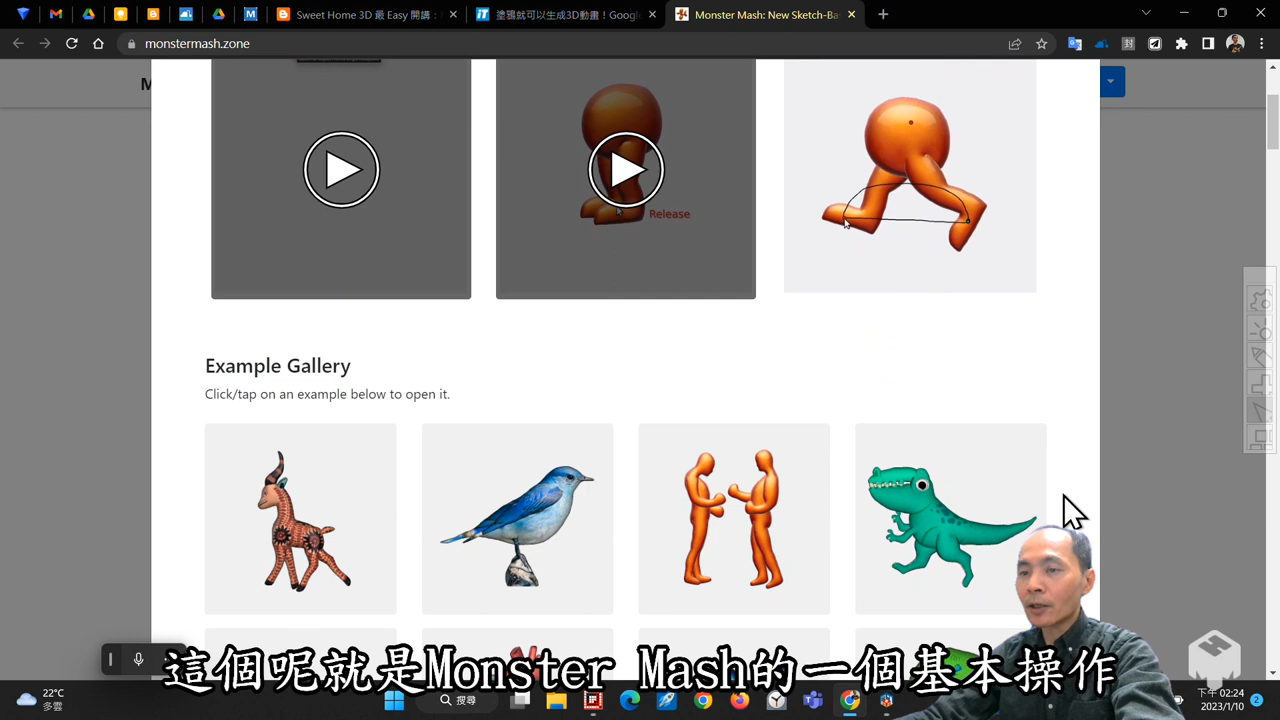 Sweet Home 3D 最 Easy 開講：
塗鴉就可以生成3D動畫！Google
Monster Mash: New Sketch-Ba
monstermash.zone
M
Release
Example Gallery
Click/tap on an example below to open it.
這個呢就是Monster Mash的一個基本操作
22°C
多雲
搜尋
下午 02:24
2023/1/10
2